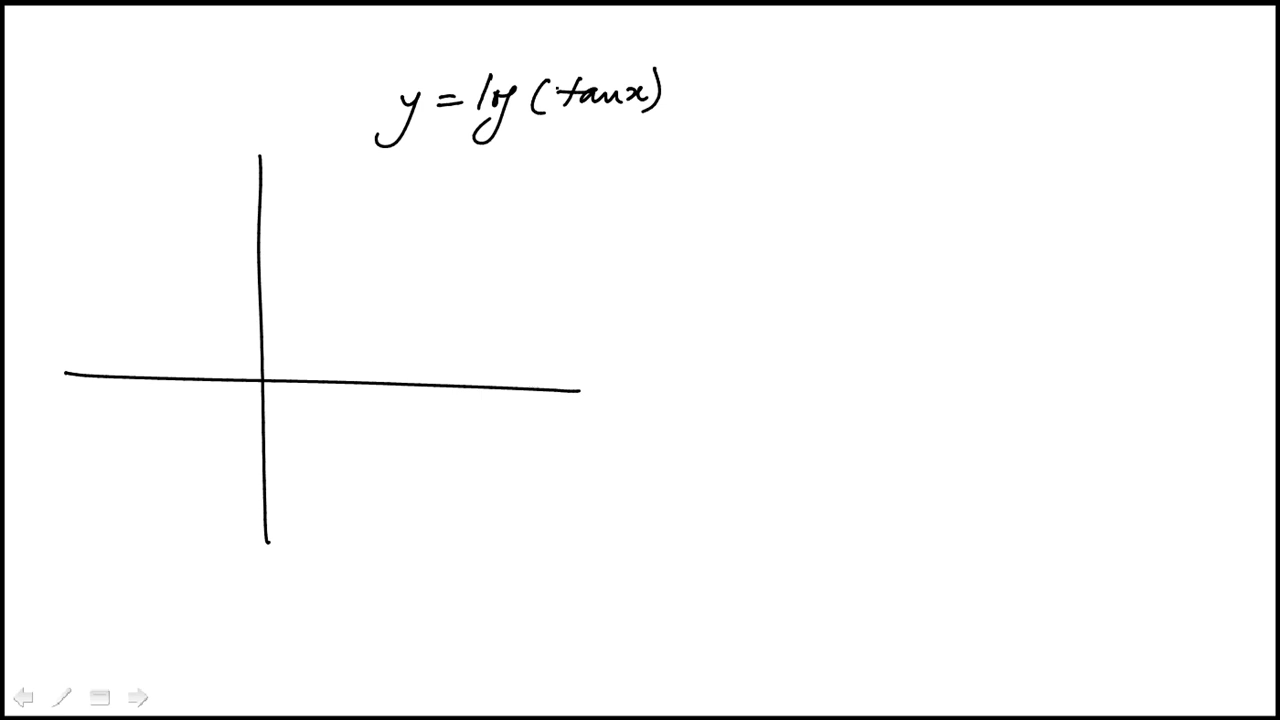 y = log (tanx)